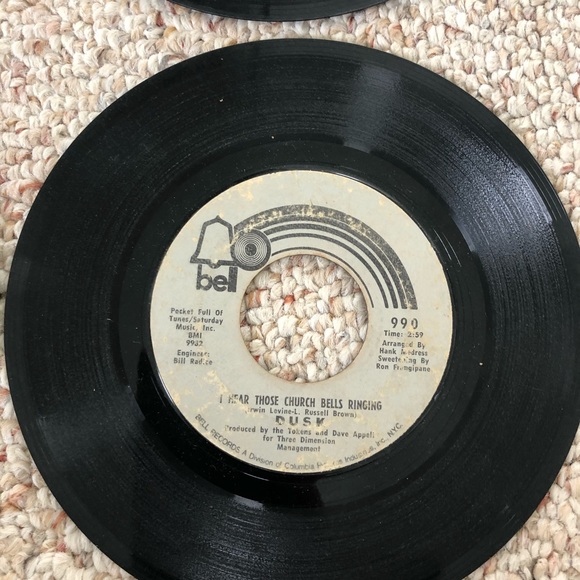 bell
Pocket Full Of
Tunes/Saturday
Music, Inc.
BMI
9932
Engineer:
Bill Radice
990
Time: 2:59
Arranged By
Hank Medress
Sweetening By
Ron Frangipane
I HEAR THOSE CHURCH BELLS RINGING
(Irwin Levine-L. Russell Brown)
DUSK
Produced by the Tokens and Dave Appell
for Three Dimension
Management
BELL RECORDS A Division of Columbia Pictures Industries, Inc., NYC